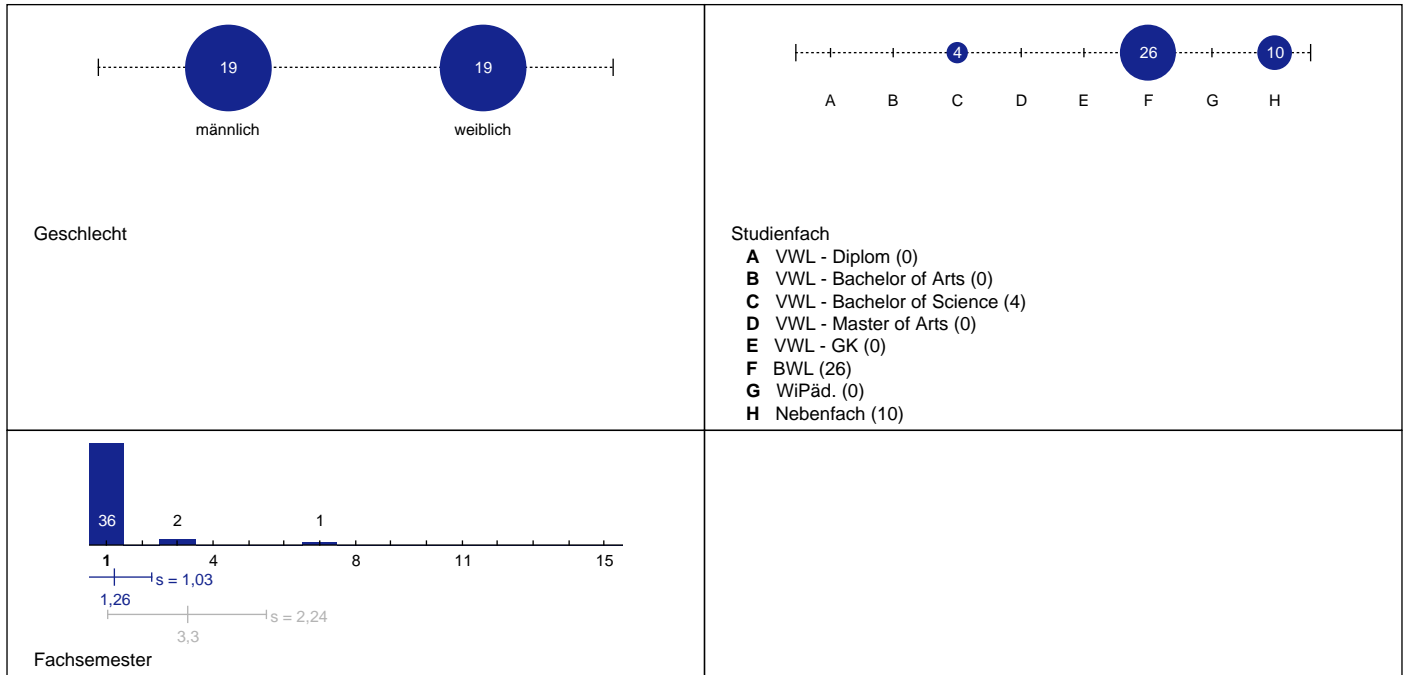 19 19
männlich weiblich
Geschlecht
4 26 10
A B C D E F G H
Studienfach
A VWL - Diplom (0)
B VWL - Bachelor of Arts (0)
C VWL - Bachelor of Science (4)
D VWL - Master of Arts (0)
E VWL - GK (0)
F BWL (26)
G WiPäd. (0)
H Nebenfach (10)
36 2 1
1 4 8 11 15
s = 1,03
1,26
s = 2,24
3,3
Fachsemester